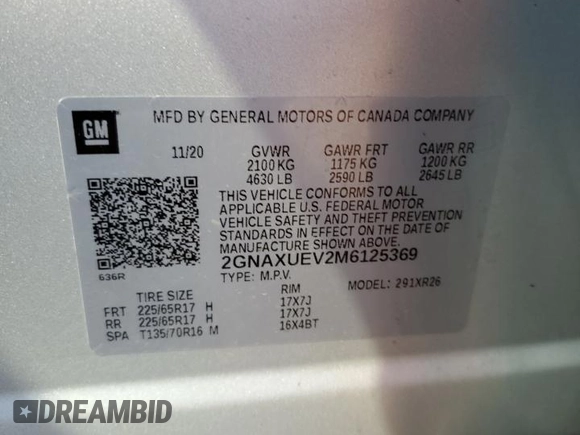 GM
MFD BY GENERAL MOTORS OF CANADA COMPANY
11/20 GVWR GAWR FRT GAWR RR
2100 KG 1175 KG 1200 KG
4630 LB 2590 LB 2645 LB
THIS VEHICLE CONFORMS TO ALL
APPLICABLE U.S. FEDERAL MOTOR
VEHICLE SAFETY AND THEFT PREVENTION
STANDARDS IN EFFECT ON THE DATE
OF MANUFACTURE SHOWN ABOVE.
2GNAXUEV2M6125369
636R
TYPE: M.P.V. MODEL: 291XR26
TIRE SIZE RIM
FRT 225/65R17 H 17X7J
RR 225/65R17 H 17X7J
SPA T135/70R16 M 16X4BT
DREAMBID